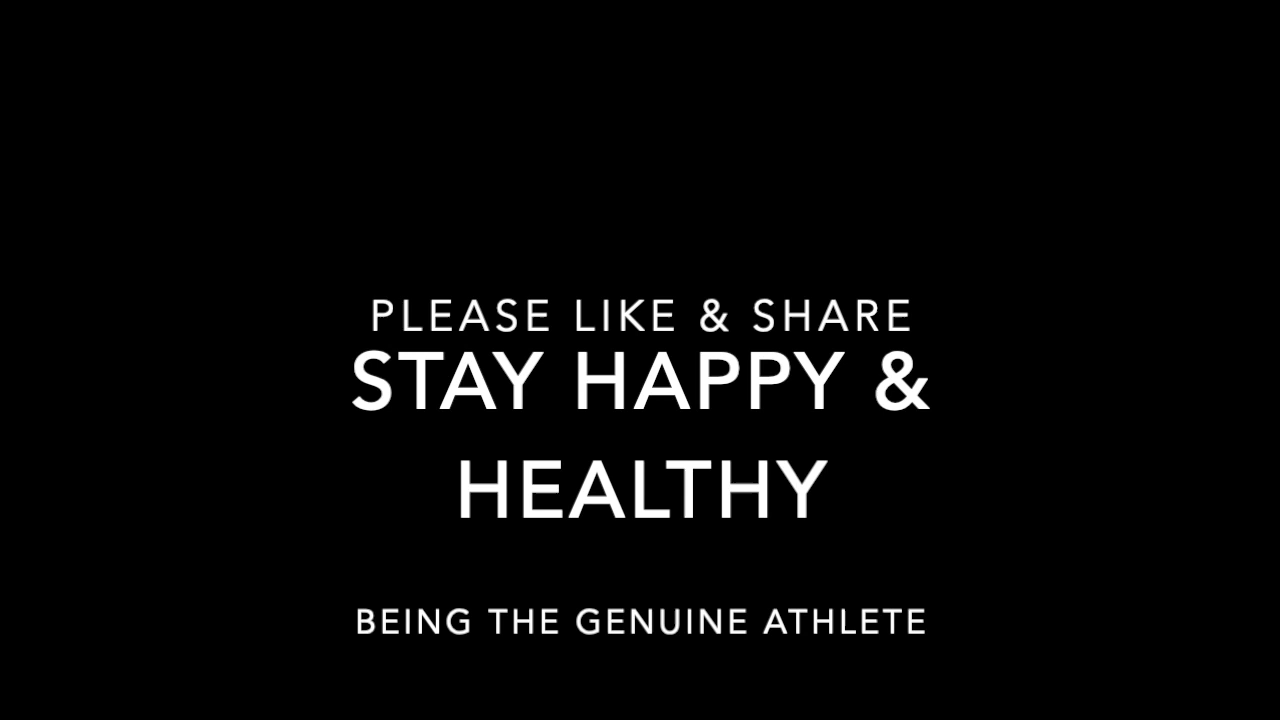 PLEASE LIKE & SHARE
STAY HAPPY &
HEALTHY
BEING THE GENUINE ATHLETE